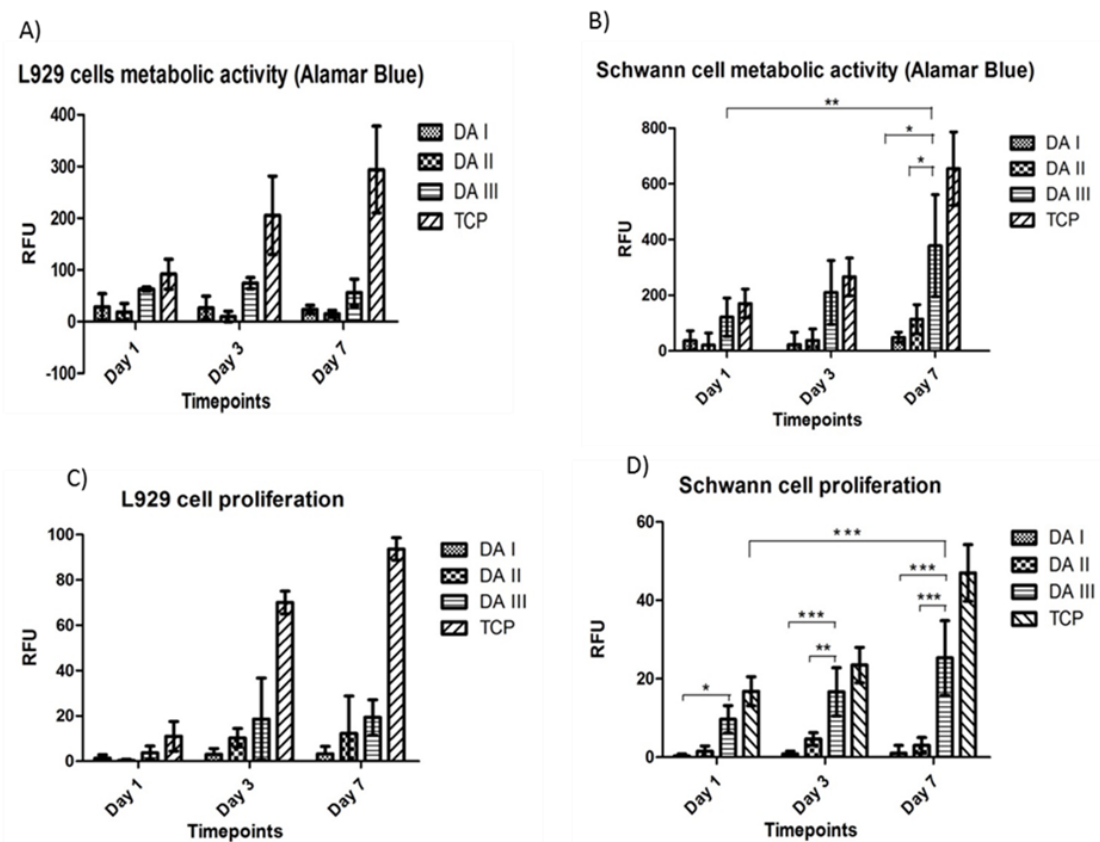 A)
L929 cells metabolic activity (Alamar Blue)
400
300
200
100
0
-100
RFU
Day 1
Day 3
Day 7
Timepoints
DA I
DA II
DA III
TCP
B)
Schwann cell metabolic activity (Alamar Blue)
**
*
*
800
600
400
200
0
RFU
Day 1
Day 3
Day 7
Timepoints
DA I
DA II
DA III
TCP
C)
L929 cell proliferation
100
80
60
40
20
0
RFU
Day 1
Day 3
Day 7
Timepoints
DA I
DA II
DA III
TCP
D)
Schwann cell proliferation
***
***
***
***
**
*
60
40
20
0
RFU
Day 1
Day 3
Day 7
Timepoints
DA I
DA II
DA III
TCP